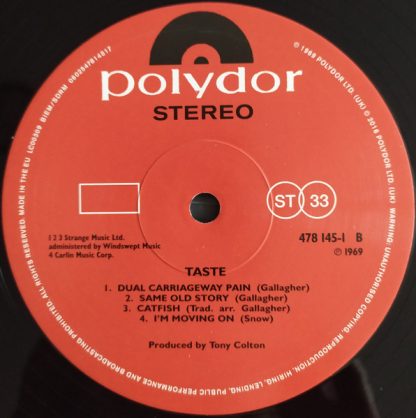 polydor
STEREO
ST 33
478 145-1 B
℗ 1969
1 2 3 Strange Music Ltd.
administered by Windswept Music
4 Carlin Music Corp.
TASTE
1. DUAL CARRIAGEWAY PAIN (Gallagher)
2. SAME OLD STORY (Gallagher)
3. CATFISH (Trad. arr. Gallagher)
4. I'M MOVING ON (Snow)
Produced by Tony Colton
POLYDOR LTD. (UK)
POLYDOR LTD. (UK) WARNING: UNAUTHORISED COPYING, REPRODUCTION, HIRING, LENDING, PUBLIC PERFORMANCE AND BROADCASTING PROHIBITED. ALL RIGHTS RESERVED. MADE IN THE EU LC00309 BIEM/SDRM